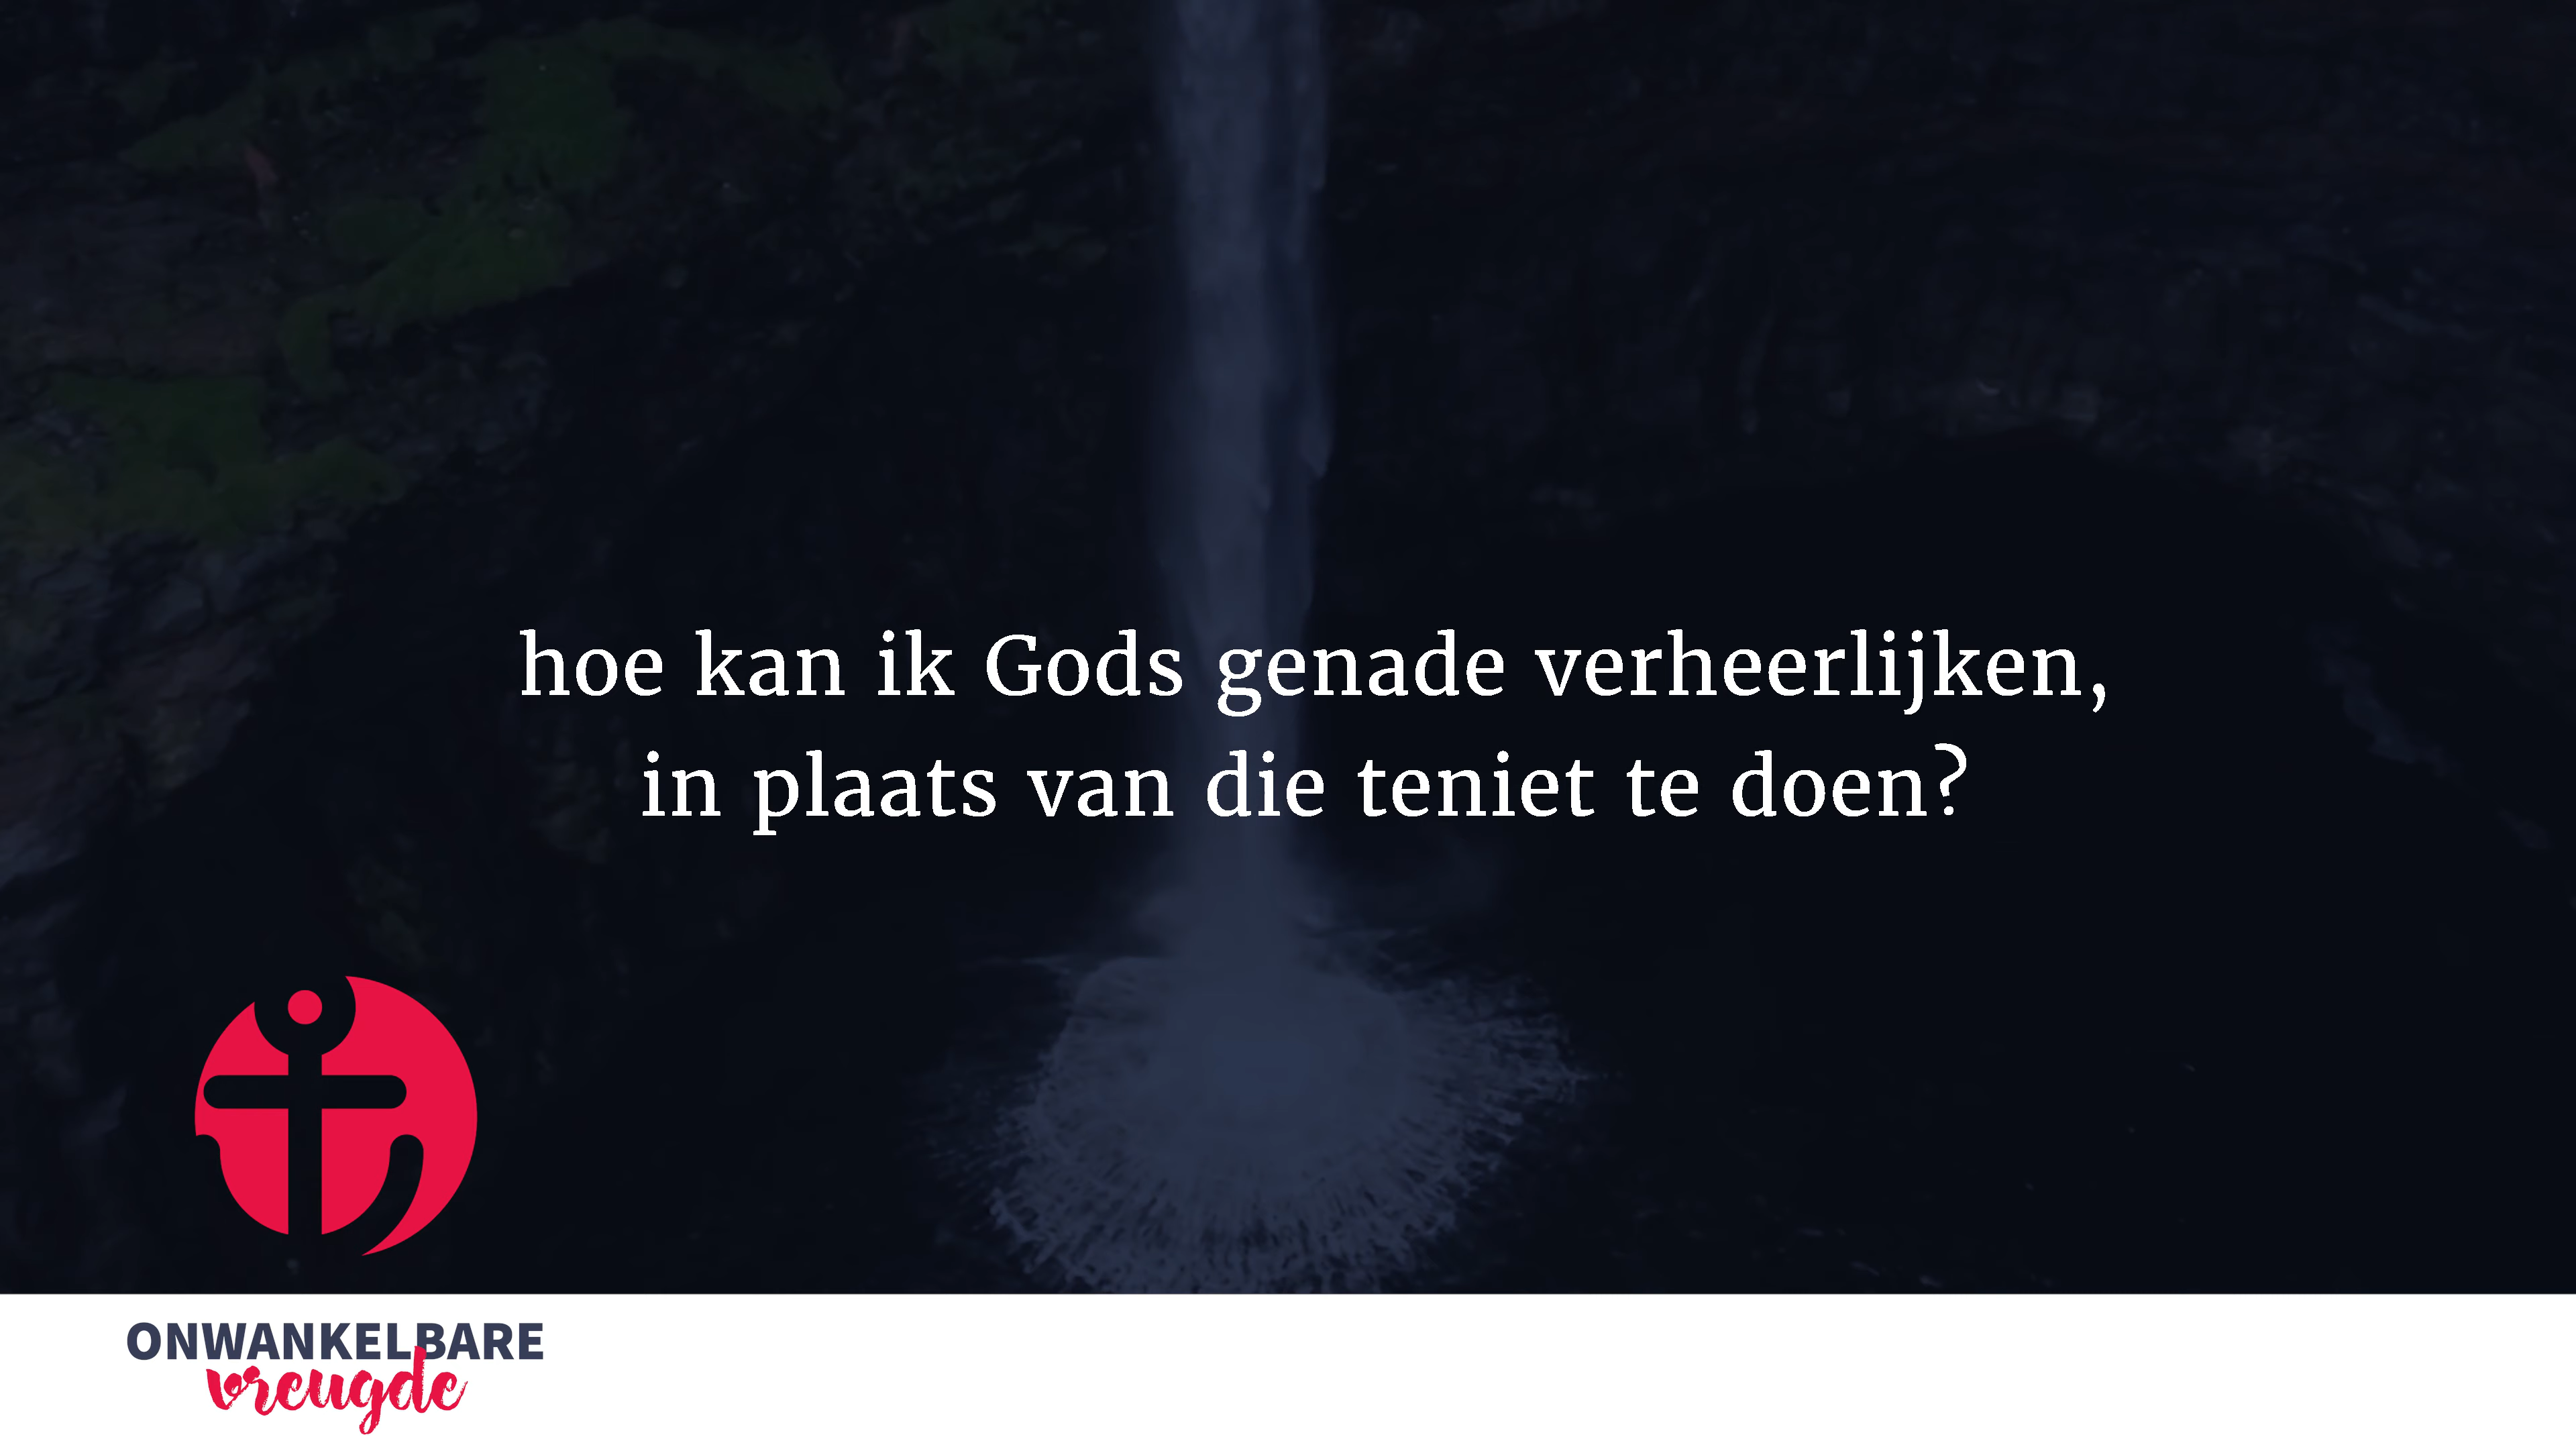 hoe kan ik Gods genade verheerlijken,
in plaats van die teniet te doen?
ONWANKELBARE
vreugde